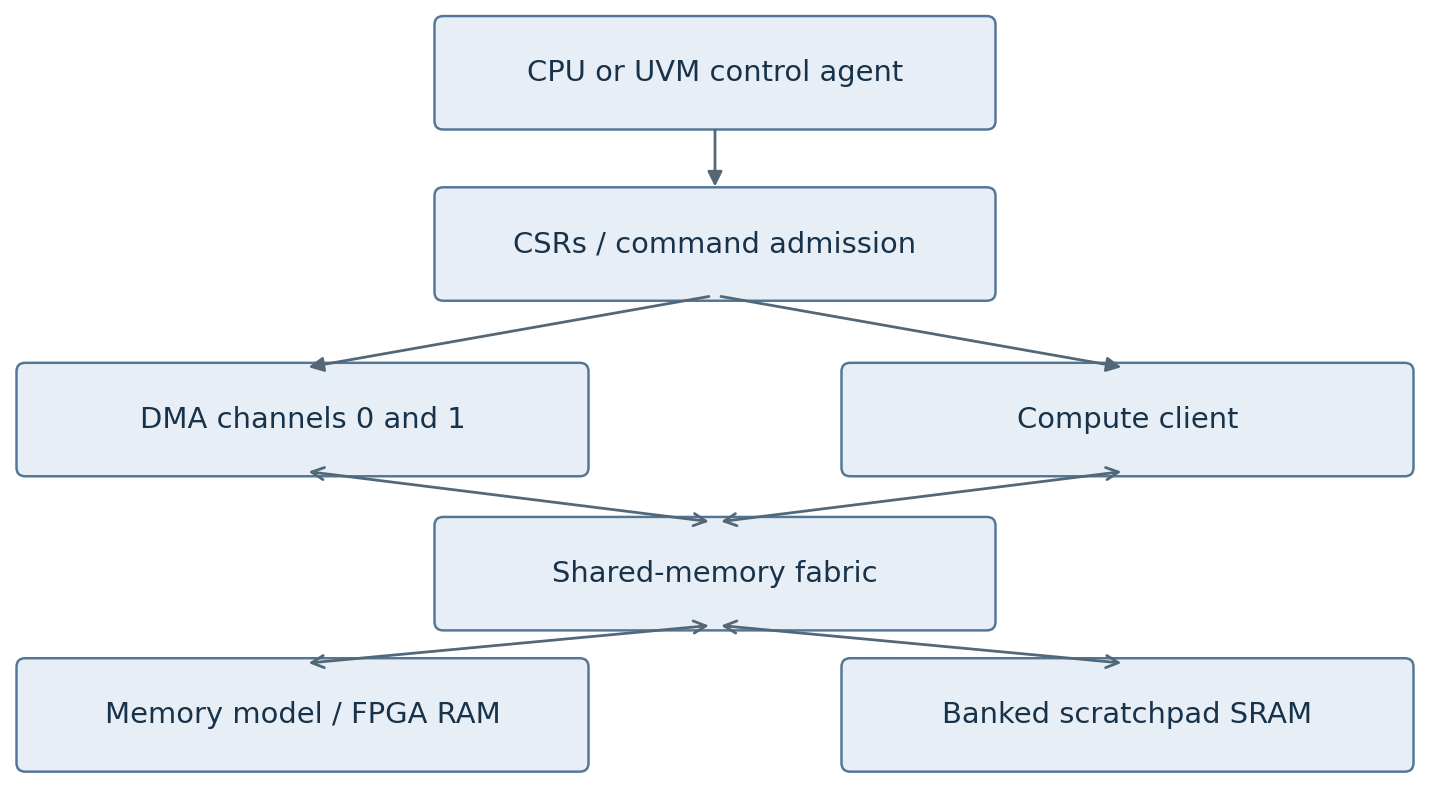 CPU or UVM control agent
CSRs / command admission
DMA channels 0 and 1
Compute client
Shared-memory fabric
Memory model / FPGA RAM
Banked scratchpad SRAM